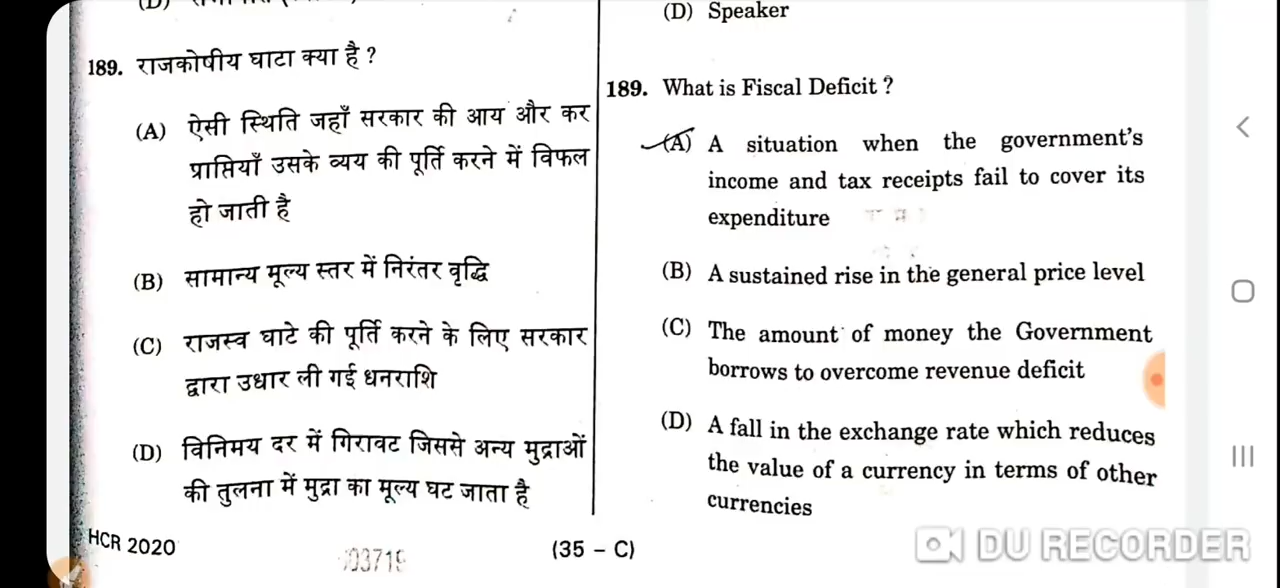 189. राजकोषीय घाटा क्या है ?
(A) ऐसी स्थिति जहाँ सरकार की आय और कर
प्राप्तियाँ उसके व्यय की पूर्ति करने में विफल
हो जाती है
(B) सामान्य मूल्य स्तर में निरंतर वृद्धि
(C) राजस्व घाटे की पूर्ति करने के लिए सरकार
द्वारा उधार ली गई धनराशि
(D) विनिमय दर में गिरावट जिससे अन्य मुद्राओं
की तुलना में मुद्रा का मूल्य घट जाता है
HCR 2020
(D) Speaker
189. What is Fiscal Deficit ?
(A) A situation when the government's
income and tax receipts fail to cover its
expenditure
(B) A sustained rise in the general price level
(C) The amount of money the Government
borrows to overcome revenue deficit
(D) A fall in the exchange rate which reduces
the value of a currency in terms of other
currencies
(35 – C)
DU RECORDER